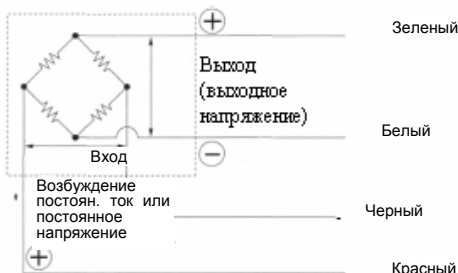 Зеленый
Выход
(выходное
напряжение)
Белый
Вход
Возбуждение
постоян. ток или
постоянное
напряжение
Черный
Красный